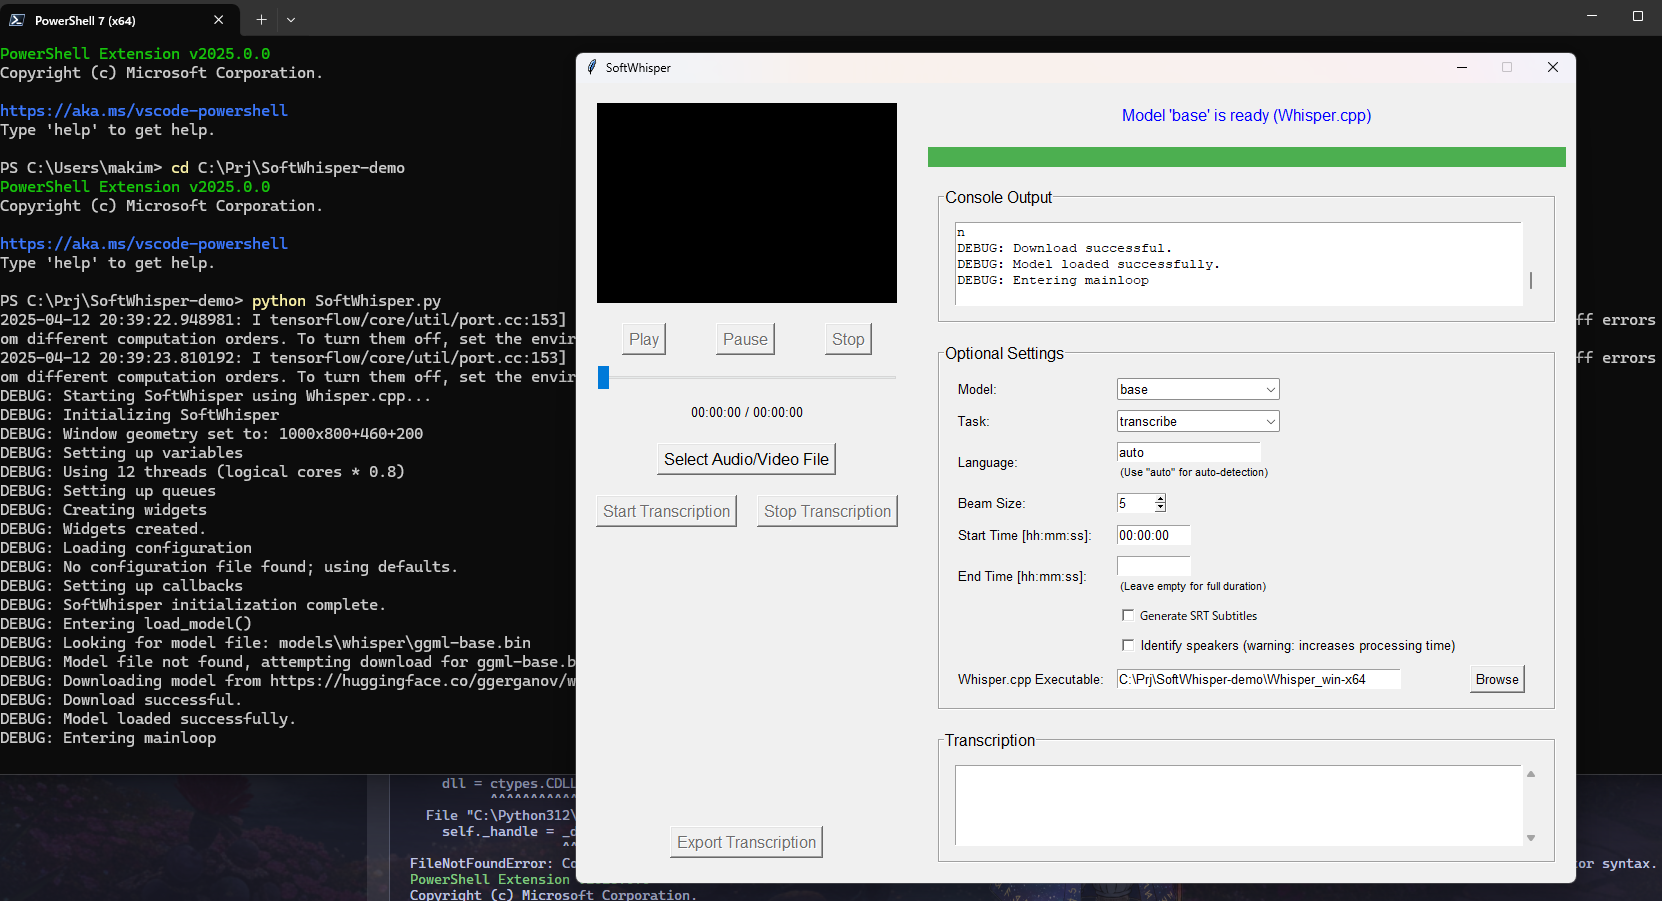 PowerShell 7 (x64)
PowerShell Extension v2025.0.0
Copyright (c) Microsoft Corporation.
https://aka.ms/vscode-powershell
Type 'help' to get help.
PS C:\Users\makim> cd C:\Prj\SoftWhisper-demo
PowerShell Extension v2025.0.0
Copyright (c) Microsoft Corporation.
https://aka.ms/vscode-powershell
Type 'help' to get help.
PS C:\Prj\SoftWhisper-demo> python SoftWhisper.py
2025-04-12 20:39:22.948981: I tensorflow/core/util/port.cc:153]
ff errors
om different computation orders. To turn them off, set the envir
2025-04-12 20:39:23.810192: I tensorflow/core/util/port.cc:153]
ff errors
om different computation orders. To turn them off, set the envir
DEBUG: Starting SoftWhisper using Whisper.cpp...
DEBUG: Initializing SoftWhisper
DEBUG: Window geometry set to: 1000x800+460+200
DEBUG: Setting up variables
DEBUG: Using 12 threads (logical cores * 0.8)
DEBUG: Setting up queues
DEBUG: Creating widgets
DEBUG: Widgets created.
DEBUG: Loading configuration
DEBUG: No configuration file found; using defaults.
DEBUG: Setting up callbacks
DEBUG: SoftWhisper initialization complete.
DEBUG: Entering load_model()
DEBUG: Looking for model file: models\whisper\ggml-base.bin
DEBUG: Model file not found, attempting download for ggml-base.b
DEBUG: Downloading model from https://huggingface.co/ggerganov/w
DEBUG: Download successful.
DEBUG: Model loaded successfully.
DEBUG: Entering mainloop
dll = ctypes.CDLL
^^^^^^^^^^^
File "C:\Python312\
self._handle = _d
^^
FileNotFoundError: Co
or syntax.
PowerShell Extension
Copyright (c) Microsoft Corporation.
SoftWhisper
Play
Pause
Stop
00:00:00 / 00:00:00
Select Audio/Video File
Start Transcription
Stop Transcription
Export Transcription
Model 'base' is ready (Whisper.cpp)
Console Output
n
DEBUG: Download successful.
DEBUG: Model loaded successfully.
DEBUG: Entering mainloop
Optional Settings
Model: base
Task: transcribe
Language: auto
(Use "auto" for auto-detection)
Beam Size: 5
Start Time [hh:mm:ss]: 00:00:00
End Time [hh:mm:ss]:
(Leave empty for full duration)
Generate SRT Subtitles
Identify speakers (warning: increases processing time)
Whisper.cpp Executable: C:\Prj\SoftWhisper-demo\Whisper_win-x64
Browse
Transcription